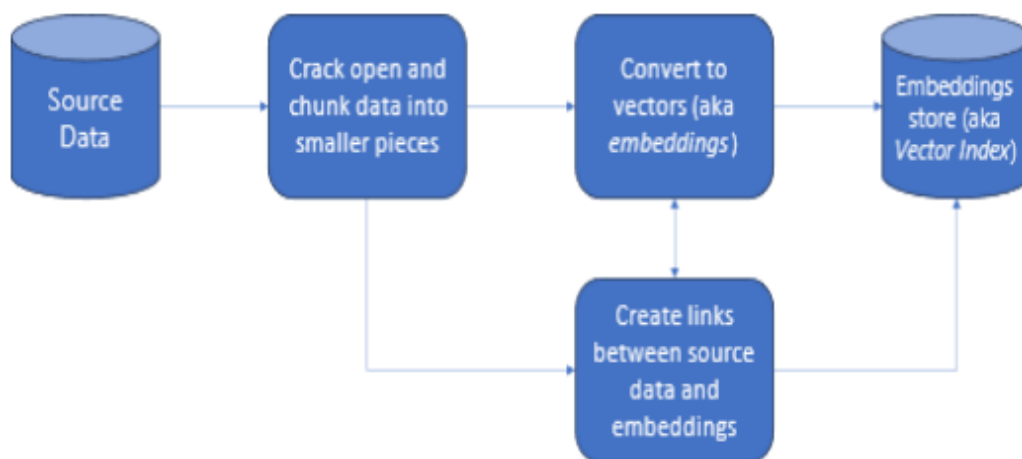 Source
Data
Crack open and
chunk data into
smaller pieces
Convert to
vectors (aka
embeddings)
Embeddings
store (aka
Vector Index)
Create links
between source
data and
embeddings